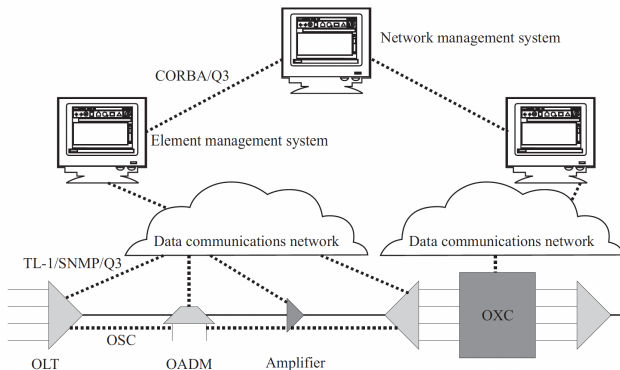 Network management system
CORBA/Q3
Element management system
Data communications network
Data communications network
TL-1/SNMP/Q3
OXC
OSC
OLT
OADM
Amplifier